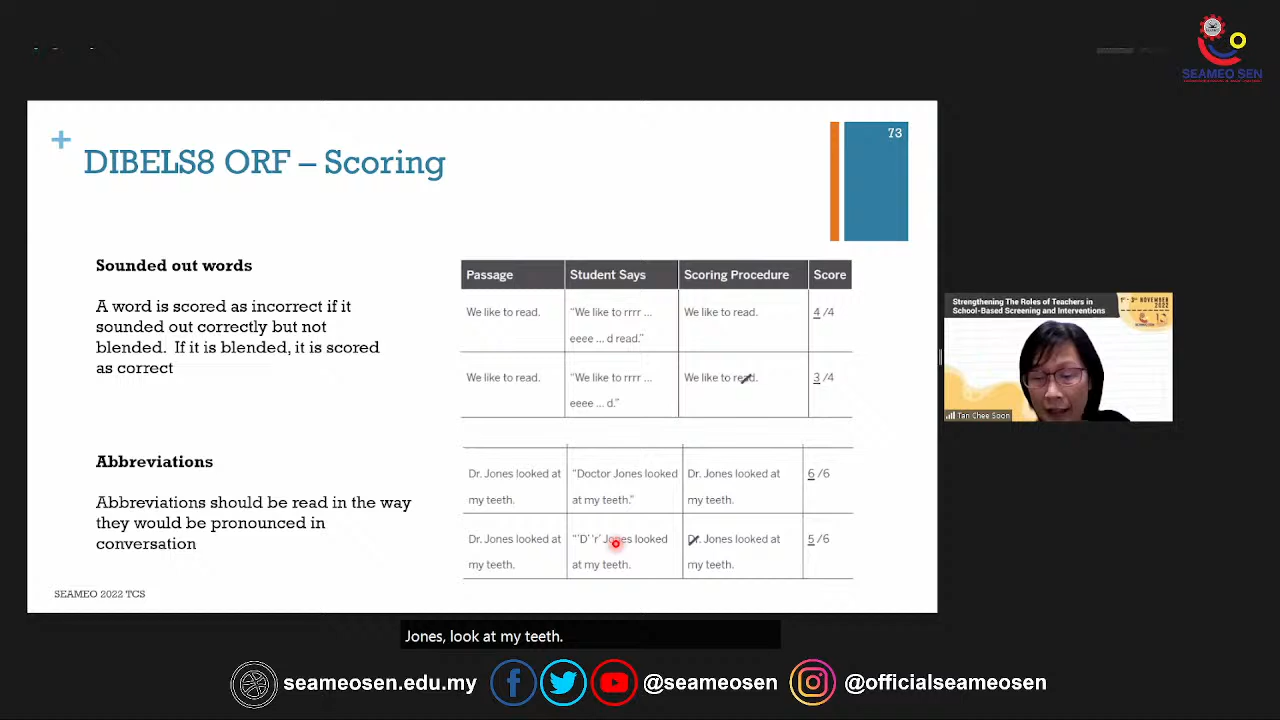 SEAMEO SEN
73
DIBELS8 ORF – Scoring
Sounded out words
A word is scored as incorrect if it
sounded out correctly but not
blended. If it is blended, it is scored
as correct
Abbreviations
Abbreviations should be read in the way
they would be pronounced in
conversation
SEAMEO 2022 TCS
Passage Student Says Scoring Procedure Score
We like to read. "We like to rrrr ... We like to read. 4 /4
eeee ... d read."
We like to read. "We like to rrrr ... We like to read. 3 /4
eeee ... d."
Dr. Jones looked at "Doctor Jones looked Dr. Jones looked at 6 /6
my teeth. at my teeth." my teeth.
Dr. Jones looked at "'D' 'r' Jones looked Dr. Jones looked at 5 /6
my teeth. at my teeth. my teeth.
Strengthening The Roles of Teachers in
School-Based Screening and Interventions
1st - 3rd NOVEMBER
2022
Tan Chee Soon
Jones, look at my teeth.
seameosen.edu.my @seameosen @officialseameosen